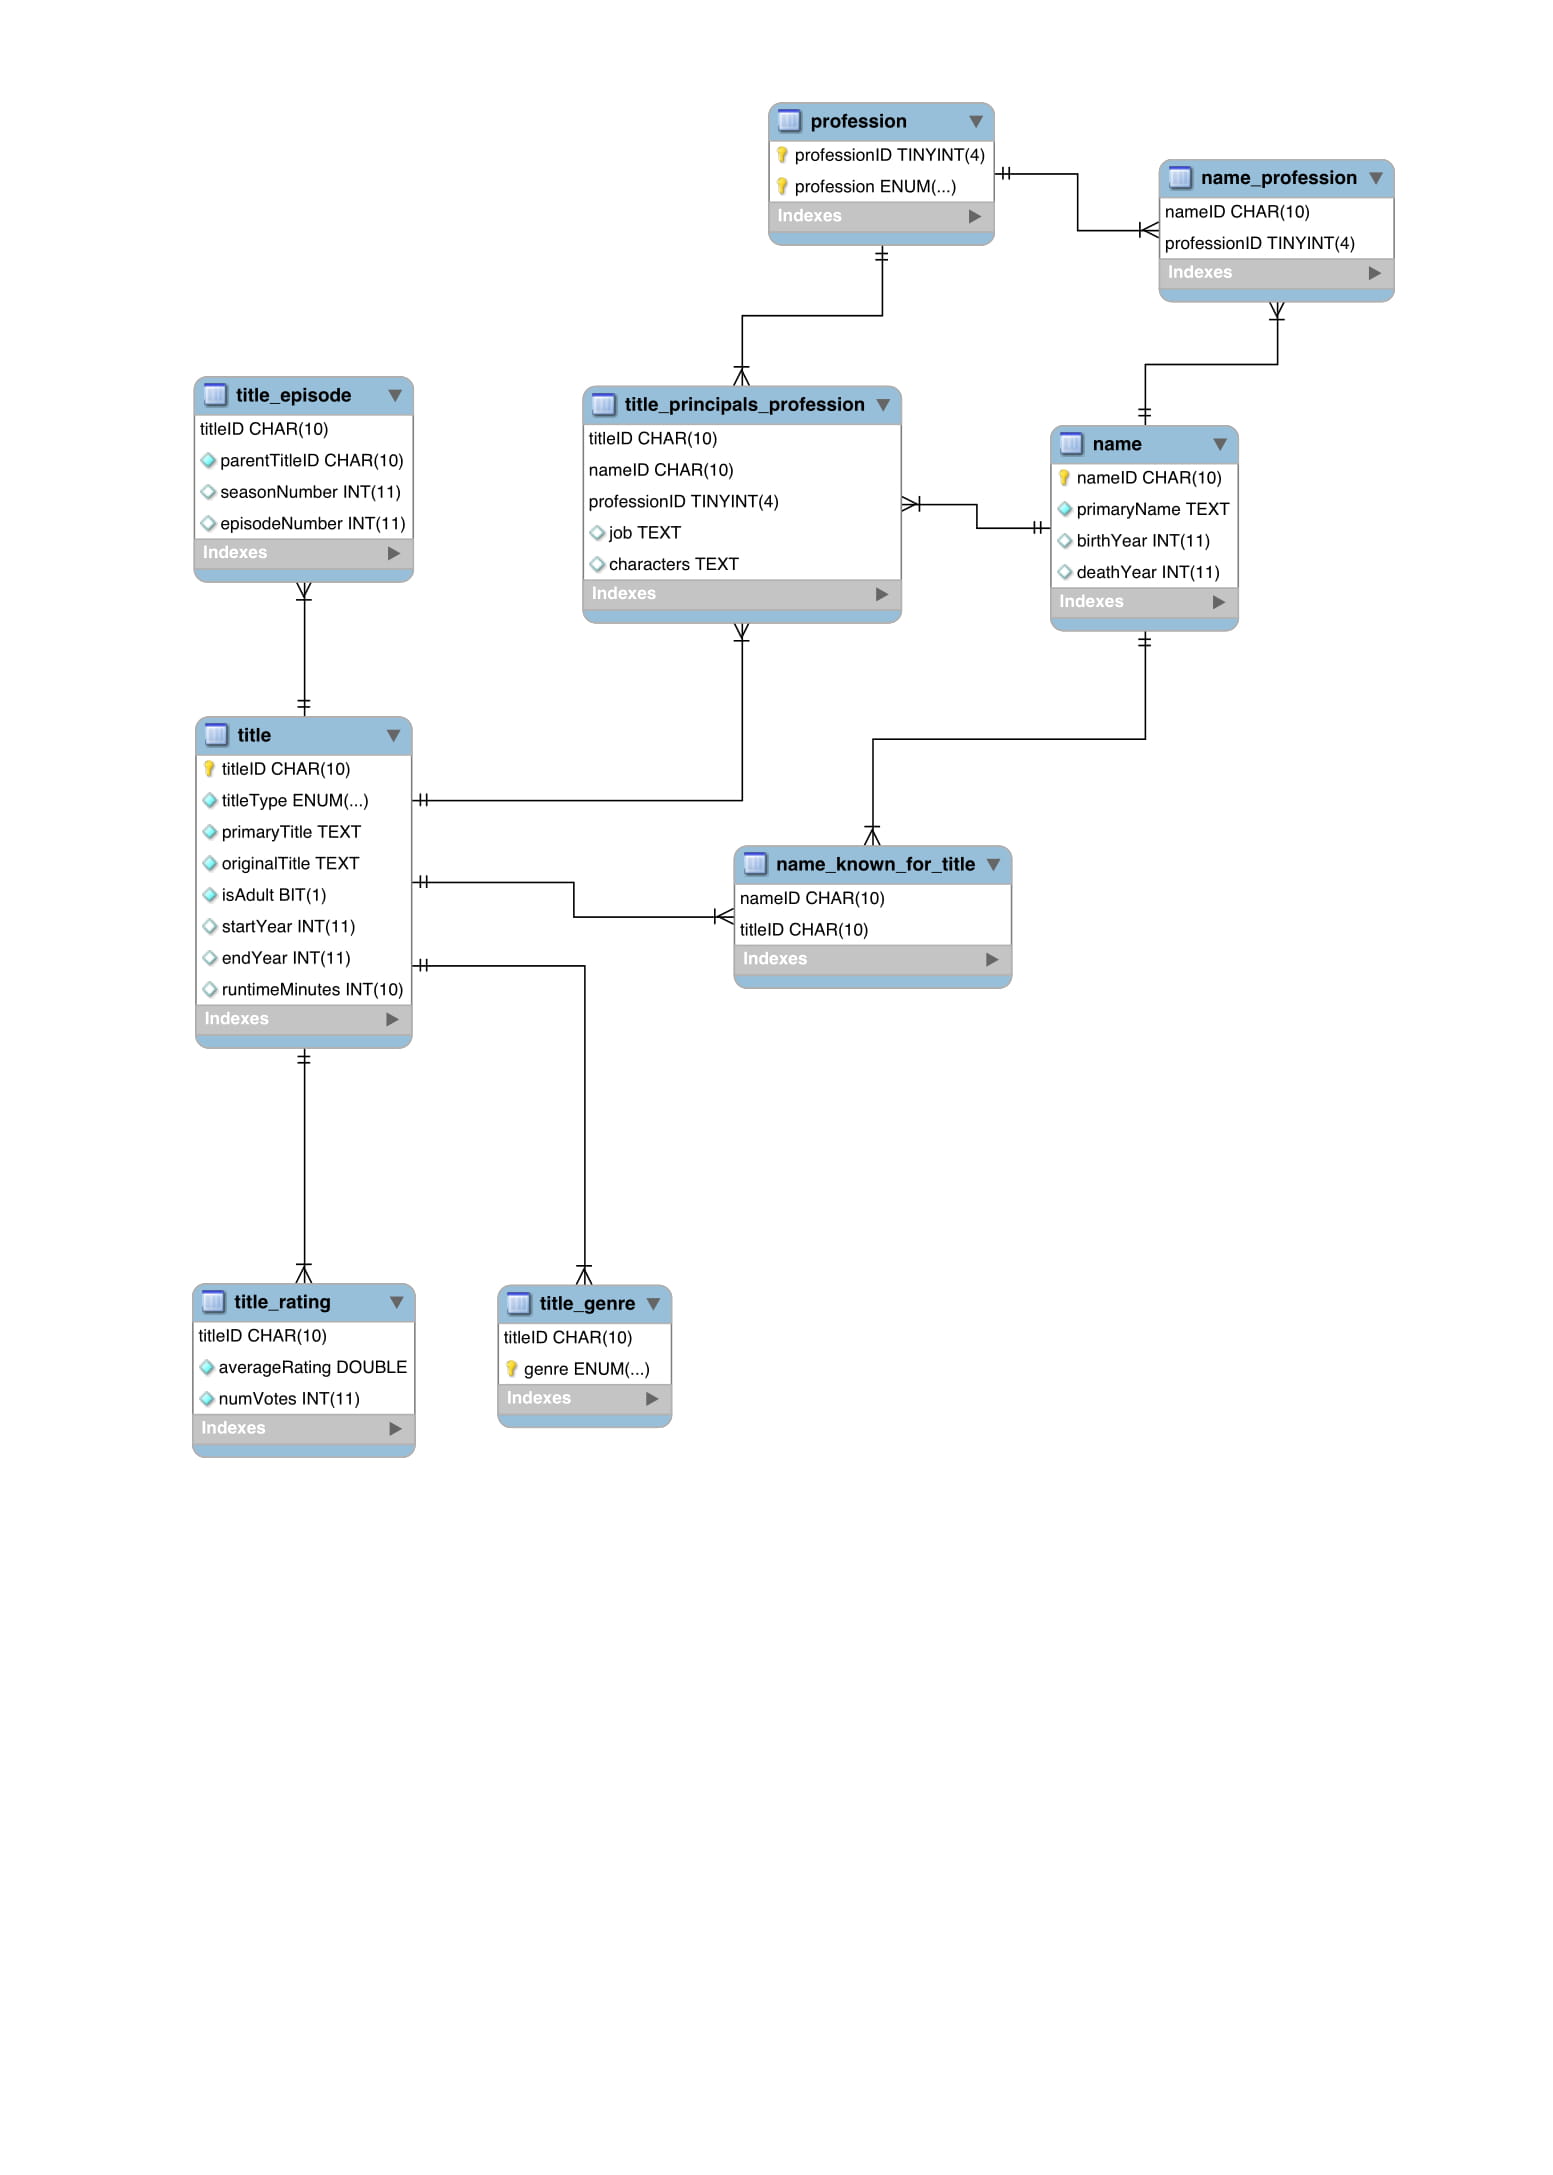 profession
professionID TINYINT(4)
profession ENUM(...)
Indexes
name_profession
nameID CHAR(10)
professionID TINYINT(4)
Indexes
title_episode
titleID CHAR(10)
parentTitleID CHAR(10)
seasonNumber INT(11)
episodeNumber INT(11)
Indexes
title_principals_profession
titleID CHAR(10)
nameID CHAR(10)
professionID TINYINT(4)
job TEXT
characters TEXT
Indexes
name
nameID CHAR(10)
primaryName TEXT
birthYear INT(11)
deathYear INT(11)
Indexes
title
titleID CHAR(10)
titleType ENUM(...)
primaryTitle TEXT
originalTitle TEXT
isAdult BIT(1)
startYear INT(11)
endYear INT(11)
runtimeMinutes INT(10)
Indexes
name_known_for_title
nameID CHAR(10)
titleID CHAR(10)
Indexes
title_rating
titleID CHAR(10)
averageRating DOUBLE
numVotes INT(11)
Indexes
title_genre
titleID CHAR(10)
genre ENUM(...)
Indexes